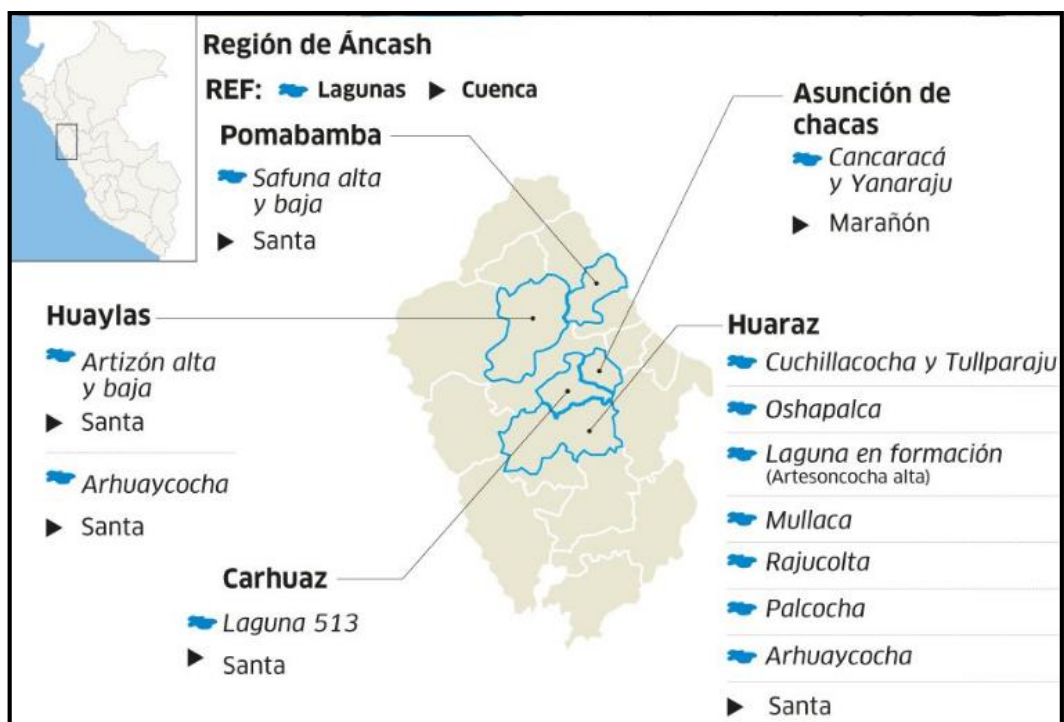 Región de Áncash
REF: Lagunas Cuenca
Pomabamba
Safuna alta
y baja
Santa
Asunción de
chacas
Cancaracá
y Yanaraju
Marañón
Huaylas
Artizón alta
y baja
Santa
Arhuaycocha
Santa
Carhuaz
Laguna 513
Santa
Huaraz
Cuchillacocha y Tullparaju
Oshapalca
Laguna en formación
(Artesoncocha alta)
Mullaca
Rajucolta
Palcocha
Arhuaycocha
Santa